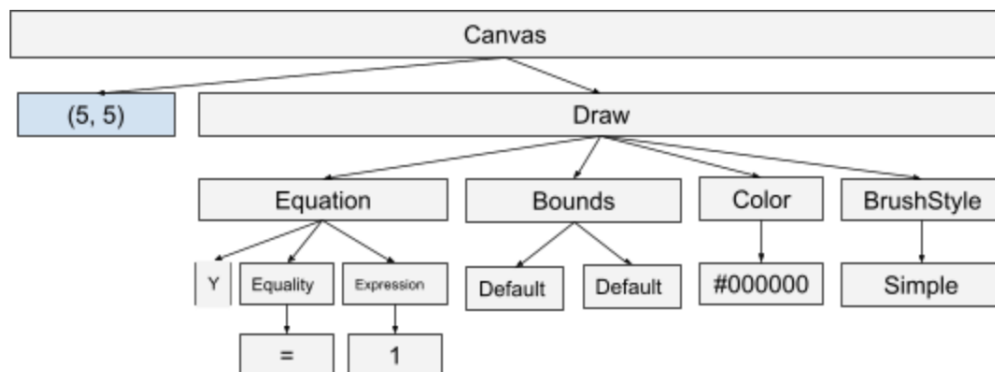 Canvas
(5, 5)
Draw
Equation
Bounds
Color
BrushStyle
Y
Equality
Expression
Default
Default
#000000
Simple
=
1